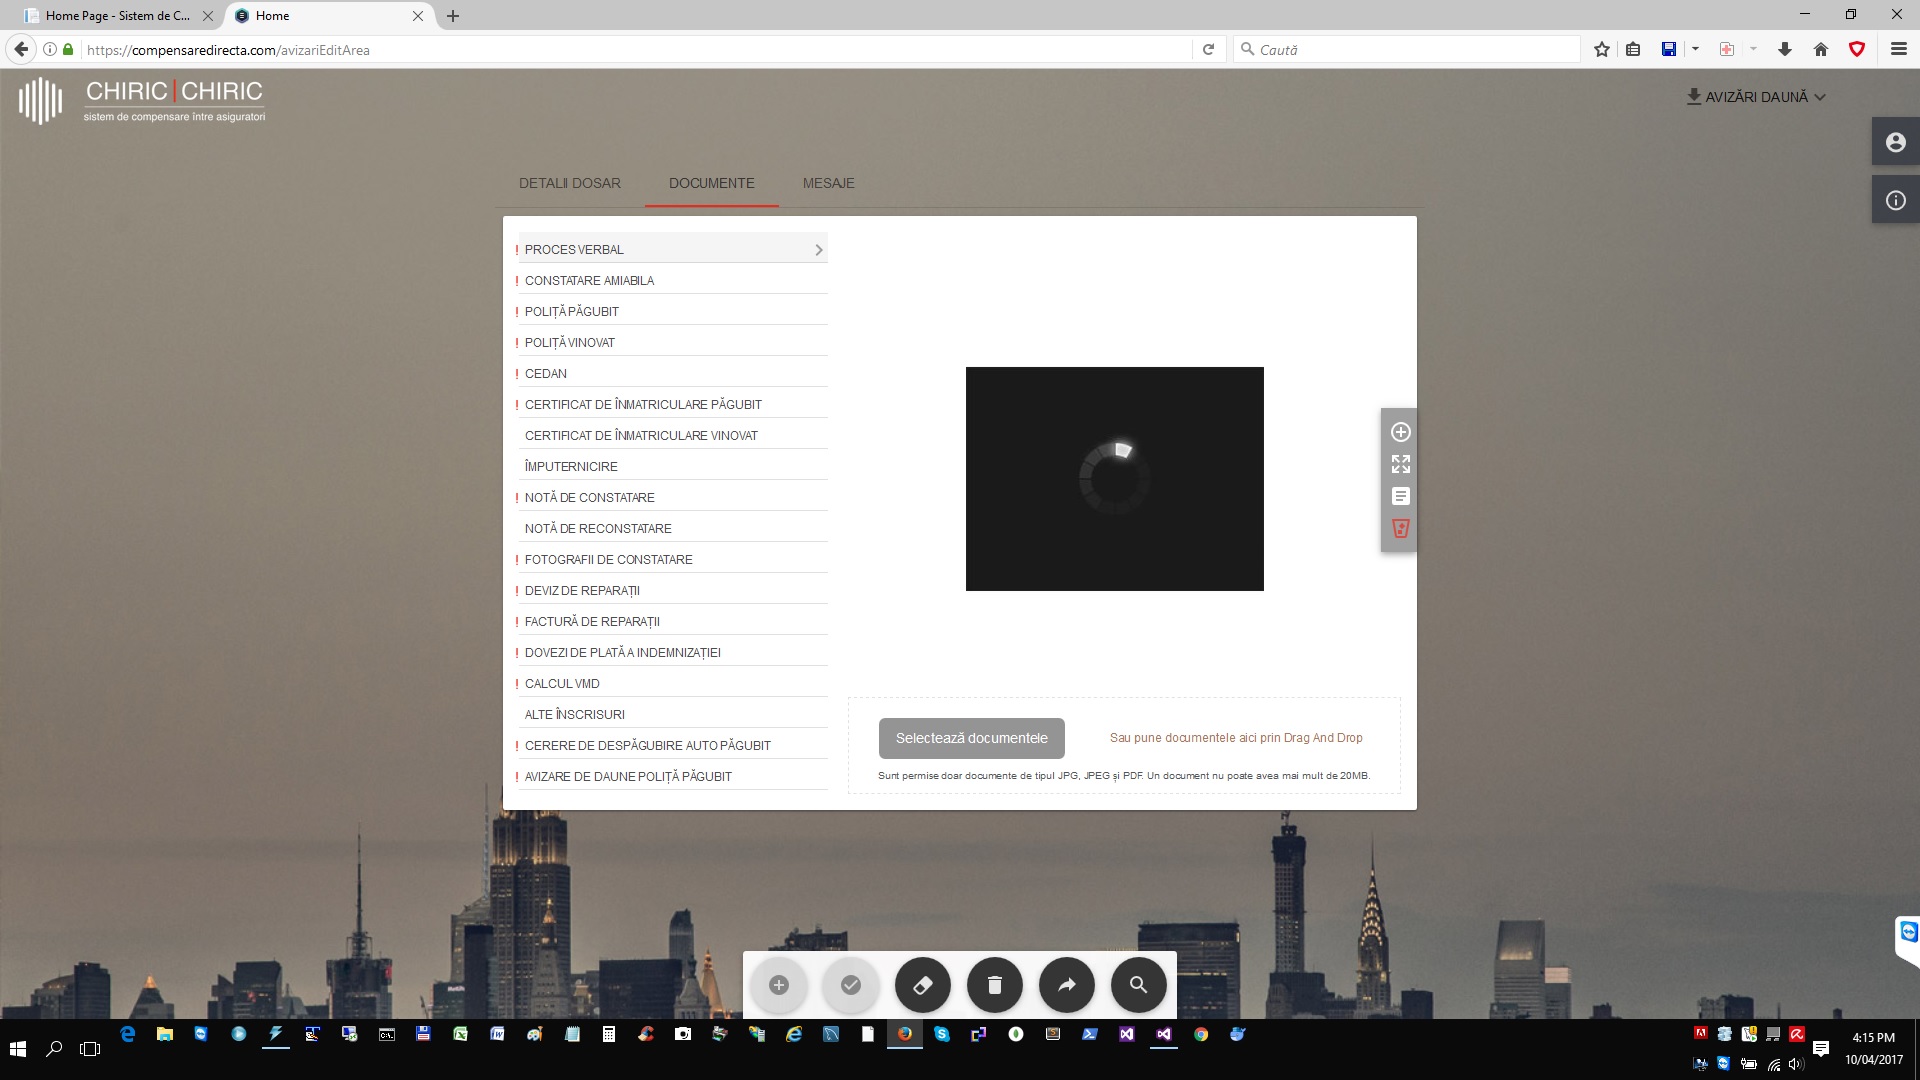 Home Page - Sistem de C...
Home
https://compensaredirecta.com/avizariEditArea
Caută
CHIRIC|CHIRIC
sistem de compensare între asiguratori
AVIZĂRI DAUNĂ
DETALII DOSAR
DOCUMENTE
MESAJE
! PROCES VERBAL
! CONSTATARE AMIABILA
! POLIȚĂ PĂGUBIT
! POLIȚĂ VINOVAT
! CEDAN
! CERTIFICAT DE ÎNMATRICULARE PĂGUBIT
CERTIFICAT DE ÎNMATRICULARE VINOVAT
ÎMPUTERNICIRE
! NOTĂ DE CONSTATARE
NOTĂ DE RECONSTATARE
! FOTOGRAFII DE CONSTATARE
! DEVIZ DE REPARAȚII
! FACTURĂ DE REPARAȚII
! DOVEZI DE PLATĂ A INDEMNIZAȚIEI
! CALCUL VMD
ALTE ÎNSCRISURI
! CERERE DE DESPĂGUBIRE AUTO PĂGUBIT
! AVIZARE DE DAUNE POLIȚĂ PĂGUBIT
Selectează documentele
Sau pune documentele aici prin Drag And Drop
Sunt permise doar documente de tipul JPG, JPEG și PDF. Un document nu poate avea mai mult de 20MB.
4:15 PM
10/04/2017